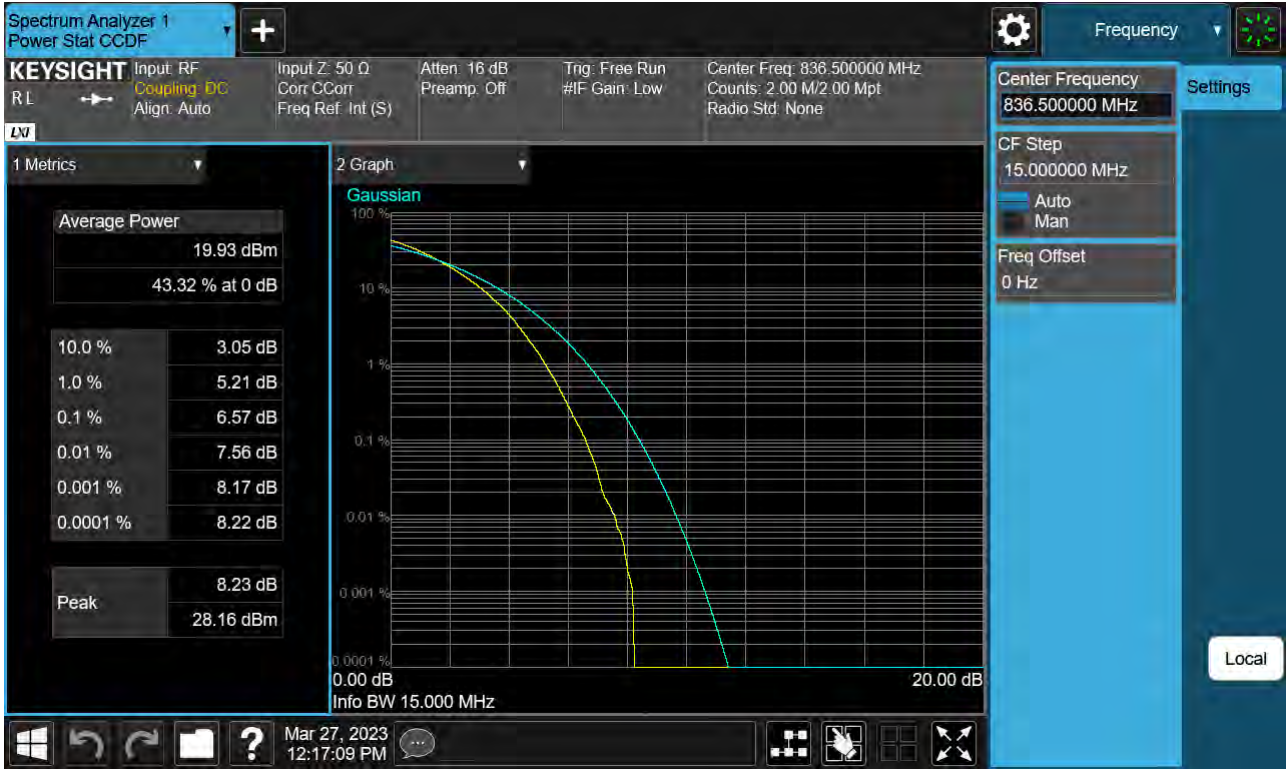 Spectrum Analyzer 1
Power Stat CCDF
+
Frequency
KEYSIGHT
Input: RF
Input Z: 50 Ω
Atten: 16 dB
Trig: Free Run
Center Freq: 836.500000 MHz
R L
Coupling: DC
Corr CCorr
Preamp: Off
#IF Gain: Low
Counts: 2.00 M/2.00 Mpt
Align: Auto
Freq Ref: Int (S)
Radio Std: None
LXI
Center Frequency
836.500000 MHz
Settings
CF Step
15.000000 MHz
Auto
Man
Freq Offset
0 Hz
1 Metrics
Average Power
19.93 dBm
43.32 % at 0 dB
10.0 % 3.05 dB
1.0 % 5.21 dB
0.1 % 6.57 dB
0.01 % 7.56 dB
0.001 % 8.17 dB
0.0001 % 8.22 dB
Peak
8.23 dB
28.16 dBm
2 Graph
Gaussian
100 %
10 %
1 %
0.1 %
0.01 %
0.001 %
0.0001 %
0.00 dB 20.00 dB
Info BW 15.000 MHz
Local
?
Mar 27, 2023
12:17:09 PM